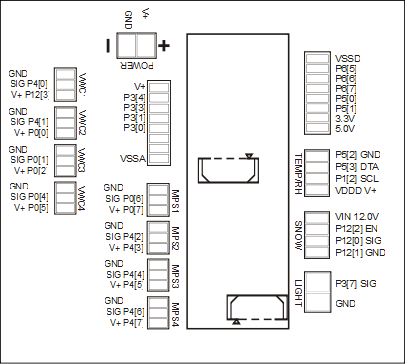 V+
GND
POWER
GND
SIG P4[0]
V+ P12[3]
VWC1
GND
SIG P4[1]
V+ P0[0]
VWC2
GND
SIG P0[1]
V+ P0[2]
VWC3
GND
SIG P0[4]
V+ P0[5]
VWC4
V+
P3[4]
P3[3]
P3[1]
P3[0]
VSSA
GND
SIG P0[6]
V+ P0[7]
MPS1
GND
SIG P4[2]
V+ P4[3]
MPS2
GND
SIG P4[4]
V+ P4[5]
MPS3
GND
SIG P4[6]
V+ P4[7]
MPS4
VSSD
P6[5]
P6[6]
P6[7]
P5[0]
P5[1]
3.3V
5.0V
TEMP/RH
P5[2] GND
P5[3] DTA
P1[2] SCL
VDDD V+
SNOW
VIN 12.0V
P12[2] EN
P12[0] SIG
P12[1] GND
LIGHT
P3[7] SIG
GND